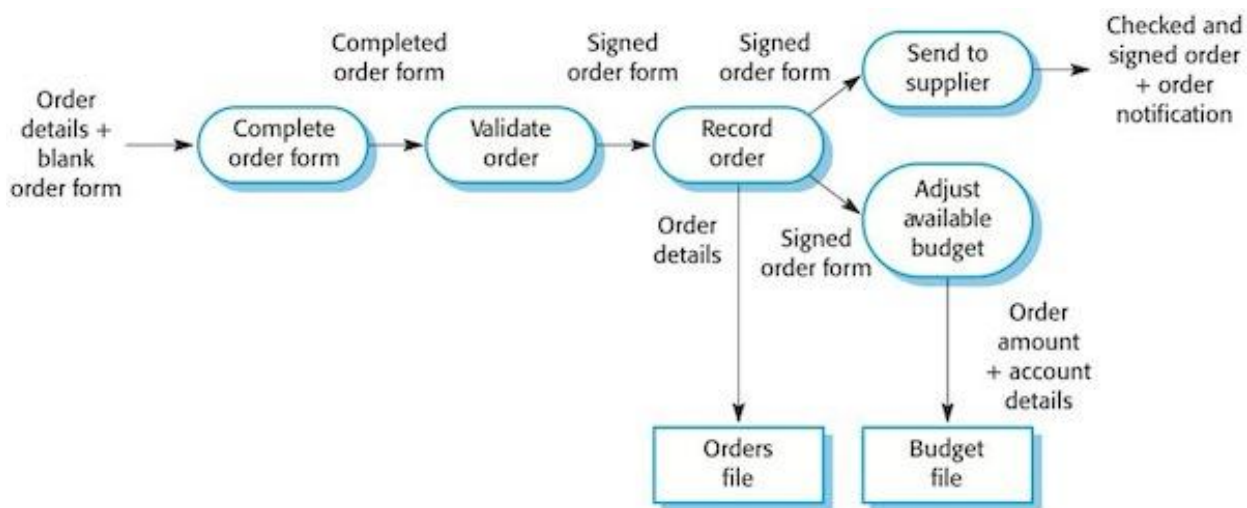 Order
details +
blank
order form
Complete
order form
Completed
order form
Validate
order
Signed
order form
Record
order
Signed
order form
Send to
supplier
Checked and
signed order
+ order
notification
Order
details
Signed
order form
Adjust
available
budget
Order
amount
+ account
details
Orders
file
Budget
file